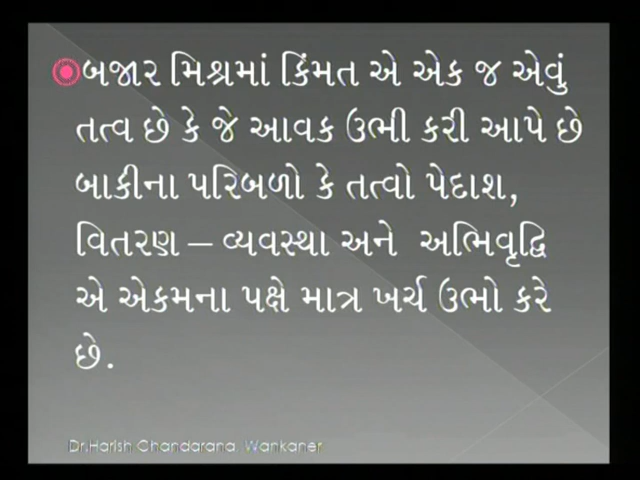 બજાર મિશ્રમાં કિંમત એ એક જ એવું
તત્વ છે કે જે આવક ઉભી કરી આપે છે
બાકીના પરિબળો કે તત્વો પેદાશ,
વિતરણ – વ્યવસ્થા અને અભિવૃદ્ધિ
એ એકમના પક્ષે માત્ર ખર્ચ ઉભો કરે
છે.
Dr.Harish Chandarana, Wankaner